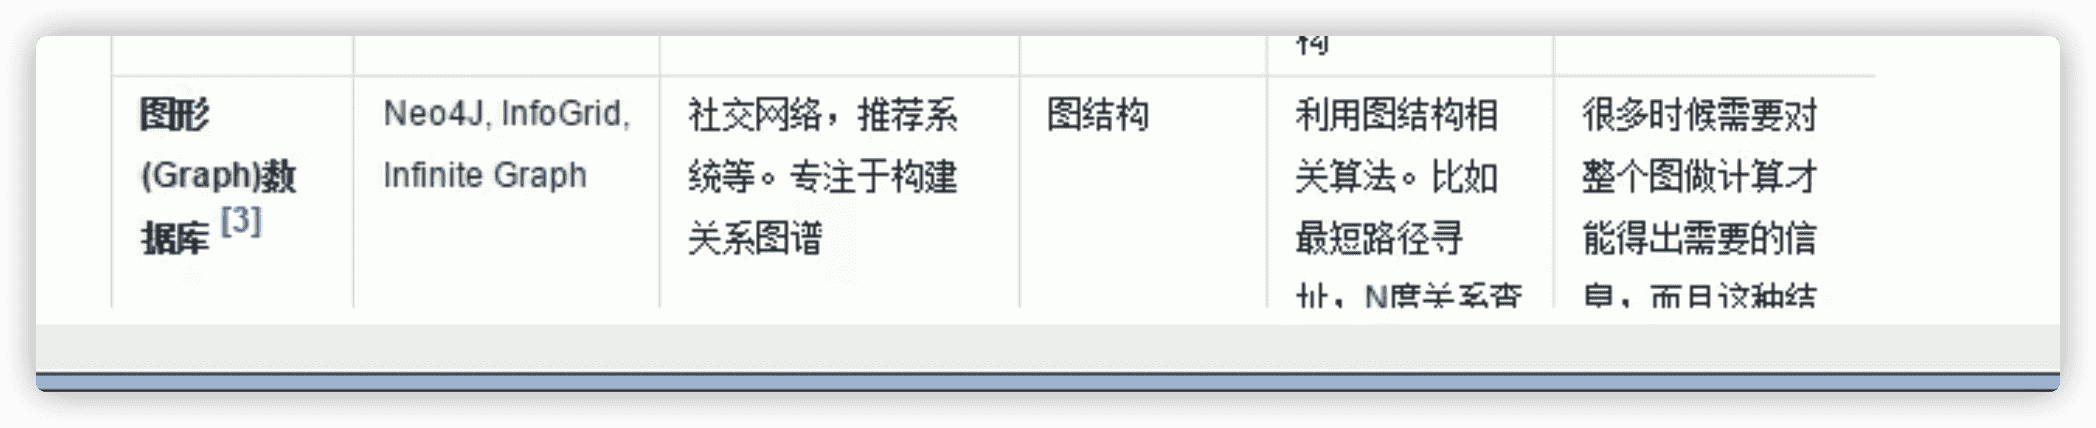 构
图形
(Graph)数
据库 [3]
Neo4J, InfoGrid,
Infinite Graph
社交网络，推荐系
统等。专注于构建
关系图谱
图结构
利用图结构相
关算法。比如
最短路径寻
址，N度关系查
很多时候需要对
整个图做计算才
能得出需要的信
息，而且这种结